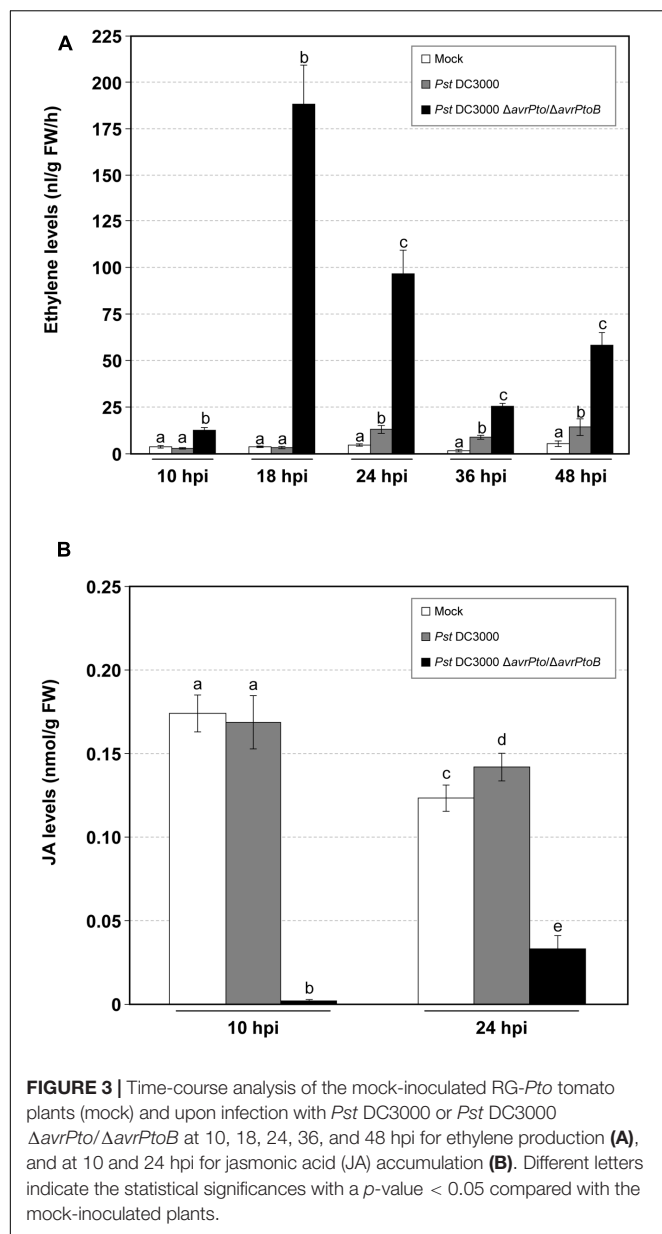 A
Ethylene levels (nl/g FW/h)
225
200
175
150
125
100
75
50
25
0
Mock
Pst DC3000
Pst DC3000 ΔavrPto/ΔavrPtoB
a a b
a a b
a b c
a b c
a b c
10 hpi 18 hpi 24 hpi 36 hpi 48 hpi
B
JA levels (nmol/g FW)
0.25
0.20
0.15
0.10
0.05
0
Mock
Pst DC3000
Pst DC3000 ΔavrPto/ΔavrPtoB
a a b
c d e
10 hpi 24 hpi
FIGURE 3 | Time-course analysis of the mock-inoculated RG-Pto tomato
plants (mock) and upon infection with Pst DC3000 or Pst DC3000
ΔavrPto/ΔavrPtoB at 10, 18, 24, 36, and 48 hpi for ethylene production (A),
and at 10 and 24 hpi for jasmonic acid (JA) accumulation (B). Different letters
indicate the statistical significances with a p-value < 0.05 compared with the
mock-inoculated plants.